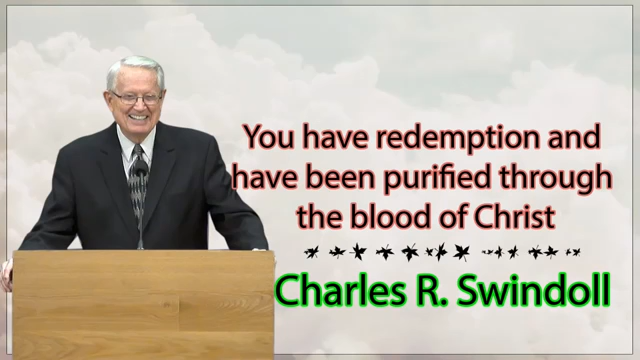 You have redemption and
have been purified through
the blood of Christ
Charles R. Swindoll